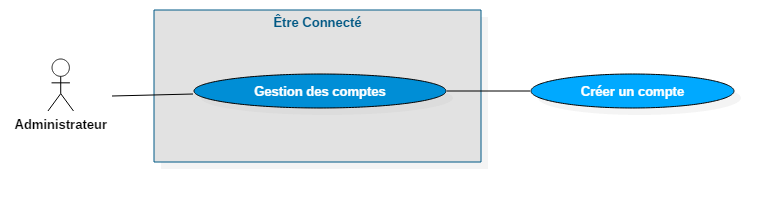 Être Connecté
Gestion des comptes
Créer un compte
Administrateur